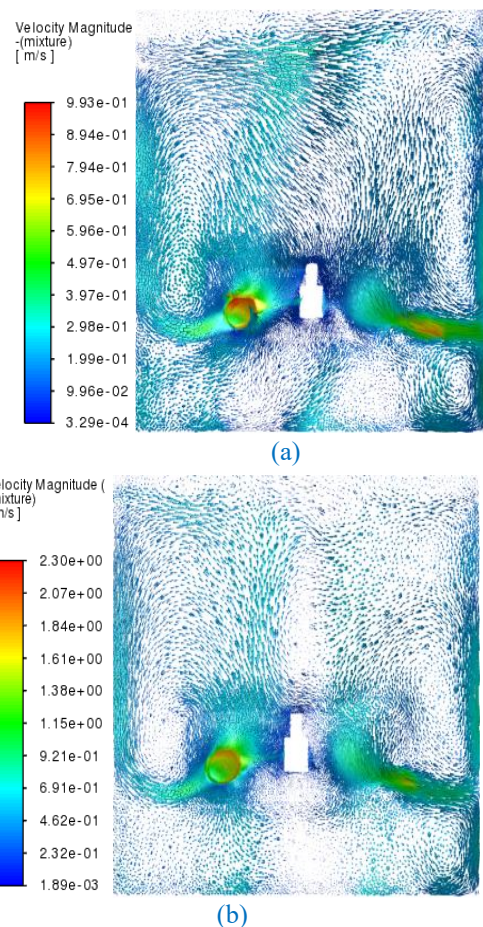 Velocity Magnitude
-(mixture)
[ m/s ]
9.93e-01
8.94e-01
7.94e-01
6.95e-01
5.96e-01
4.97e-01
3.97e-01
2.98e-01
1.99e-01
9.96e-02
3.29e-04
(a)
elocity Magnitude (
mixture)
m/s ]
2.30e+00
2.07e+00
1.84e+00
1.61e+00
1.38e+00
1.15e+00
9.21e-01
6.91e-01
4.62e-01
2.32e-01
1.89e-03
(b)